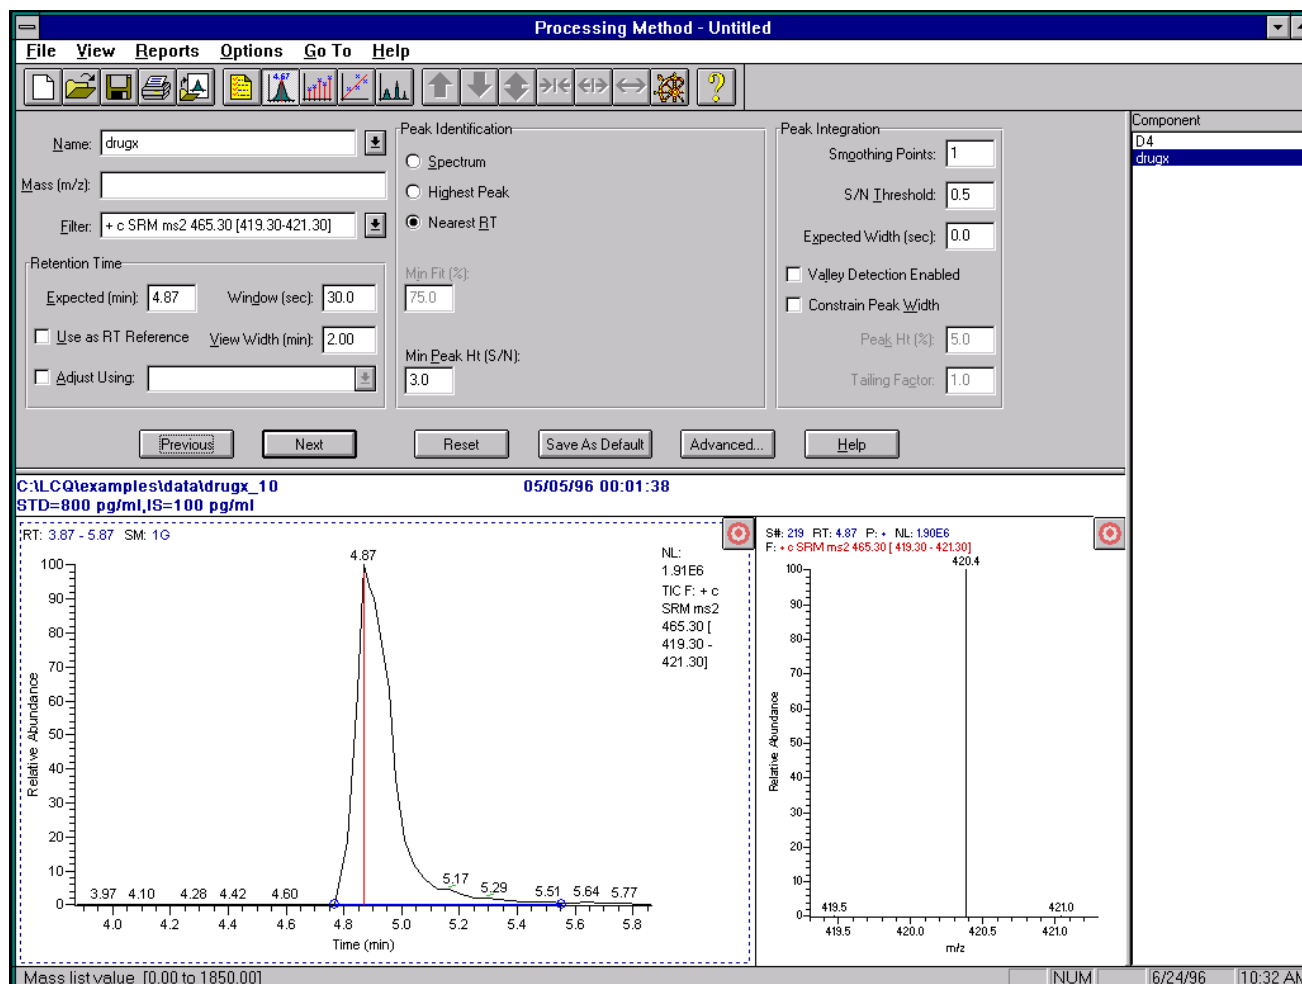 Processing Method - Untitled
File View Reports Options Go To Help
4.67
?
Name: drugx
Mass (m/z):
Filter: + c SRM ms2 465.30 [419.30-421.30]
Retention Time
Expected (min): 4.87 Window (sec): 30.0
Use as RT Reference View Width (min): 2.00
Adjust Using:
Peak Identification
Spectrum
Highest Peak
Nearest RT
Min Fit (%):
75.0
Min Peak Ht (S/N):
3.0
Peak Integration
Smoothing Points: 1
S/N Threshold: 0.5
Expected Width (sec): 0.0
Valley Detection Enabled
Constrain Peak Width
Peak Ht (%): 5.0
Tailing Factor: 1.0
Component
D4
drugx
Previous Next Reset Save As Default Advanced... Help
C:\LCQ\examples\data\drugx_10 05/05/96 00:01:38
STD=800 pg/ml,IS=100 pg/ml
RT: 3.87 - 5.87 SM: 1G
4.87
NL:
1.91E6
TIC F: + c
SRM ms2
465.30 [
419.30 -
421.30]
100
90
80
70
60
50
40
30
20
10
0
Relative Abundance
3.97 4.10 4.28 4.42 4.60 5.17 5.29 5.51 5.64 5.77
4.0 4.2 4.4 4.6 4.8 5.0 5.2 5.4 5.6 5.8
Time (min)
S#: 219 RT: 4.87 P: + NL: 1.90E6
F: + c SRM ms2 465.30 [ 419.30 - 421.30]
420.4
100
90
80
70
60
50
40
30
20
10
0
Relative Abundance
419.5 421.0
419.5 420.0 420.5 421.0
m/z
Mass list value [0.00 to 1850.00] NUM 6/24/96 10:32 AM